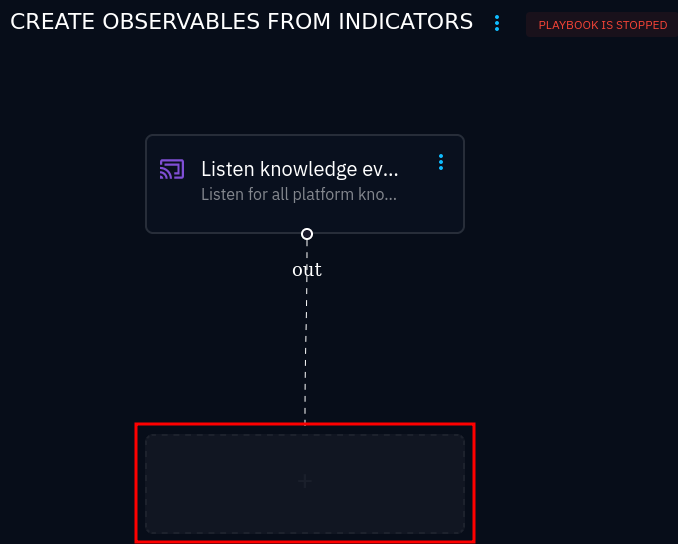 CREATE OBSERVABLES FROM INDICATORS
PLAYBOOK IS STOPPED
Listen knowledge ev...
Listen for all platform kno...
out
+